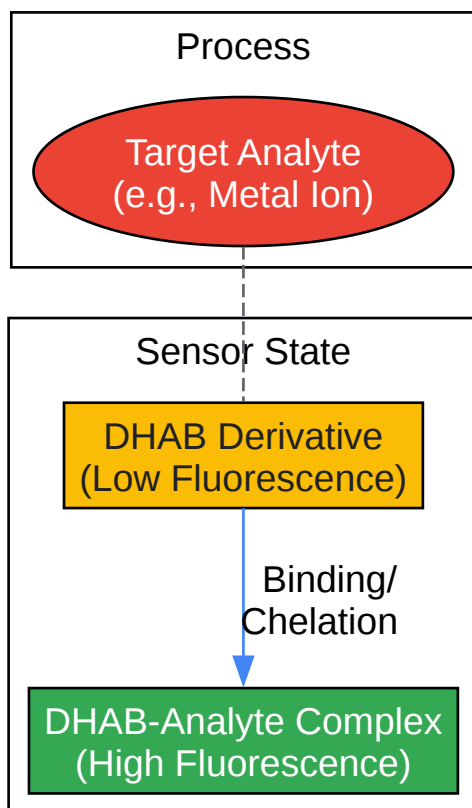 Process
Target Analyte
(e.g., Metal Ion)
Sensor State
DHAB Derivative
(Low Fluorescence)
Binding/
Chelation
DHAB-Analyte Complex
(High Fluorescence)